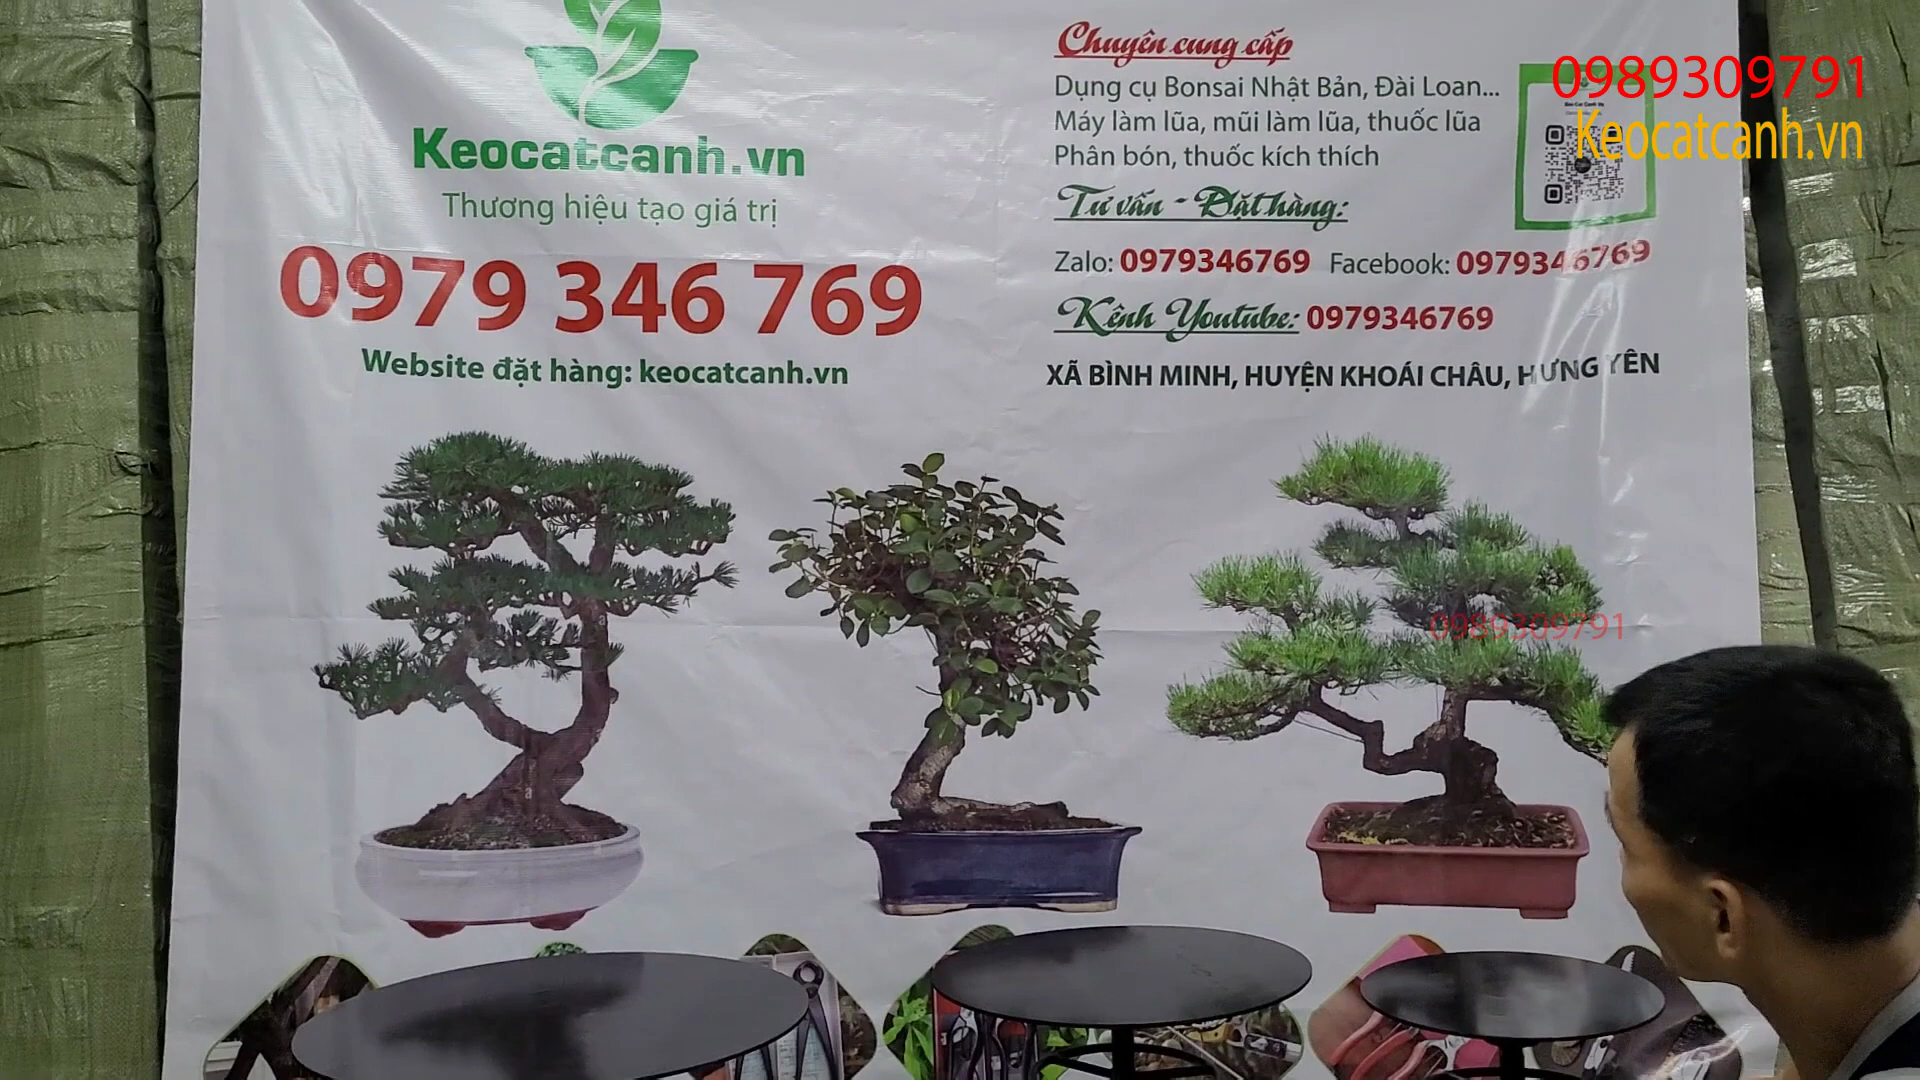 Keocatcanh.vn
Thương hiệu tạo giá trị
0979 346 769
Website đặt hàng: keocatcanh.vn
Chuyên cung cấp
Dụng cụ Bonsai Nhật Bản, Đài Loan...
Máy làm lũa, mũi làm lũa, thuốc lũa
Phân bón, thuốc kích thích
Tư vấn - Đặt hàng:
Zalo: 0979346769 Facebook: 0979346769
Kênh Youtube: 0979346769
XÃ BÌNH MINH, HUYỆN KHOÁI CHÂU, HƯNG YÊN
0989309791
Keocatcanh.vn
0989309791